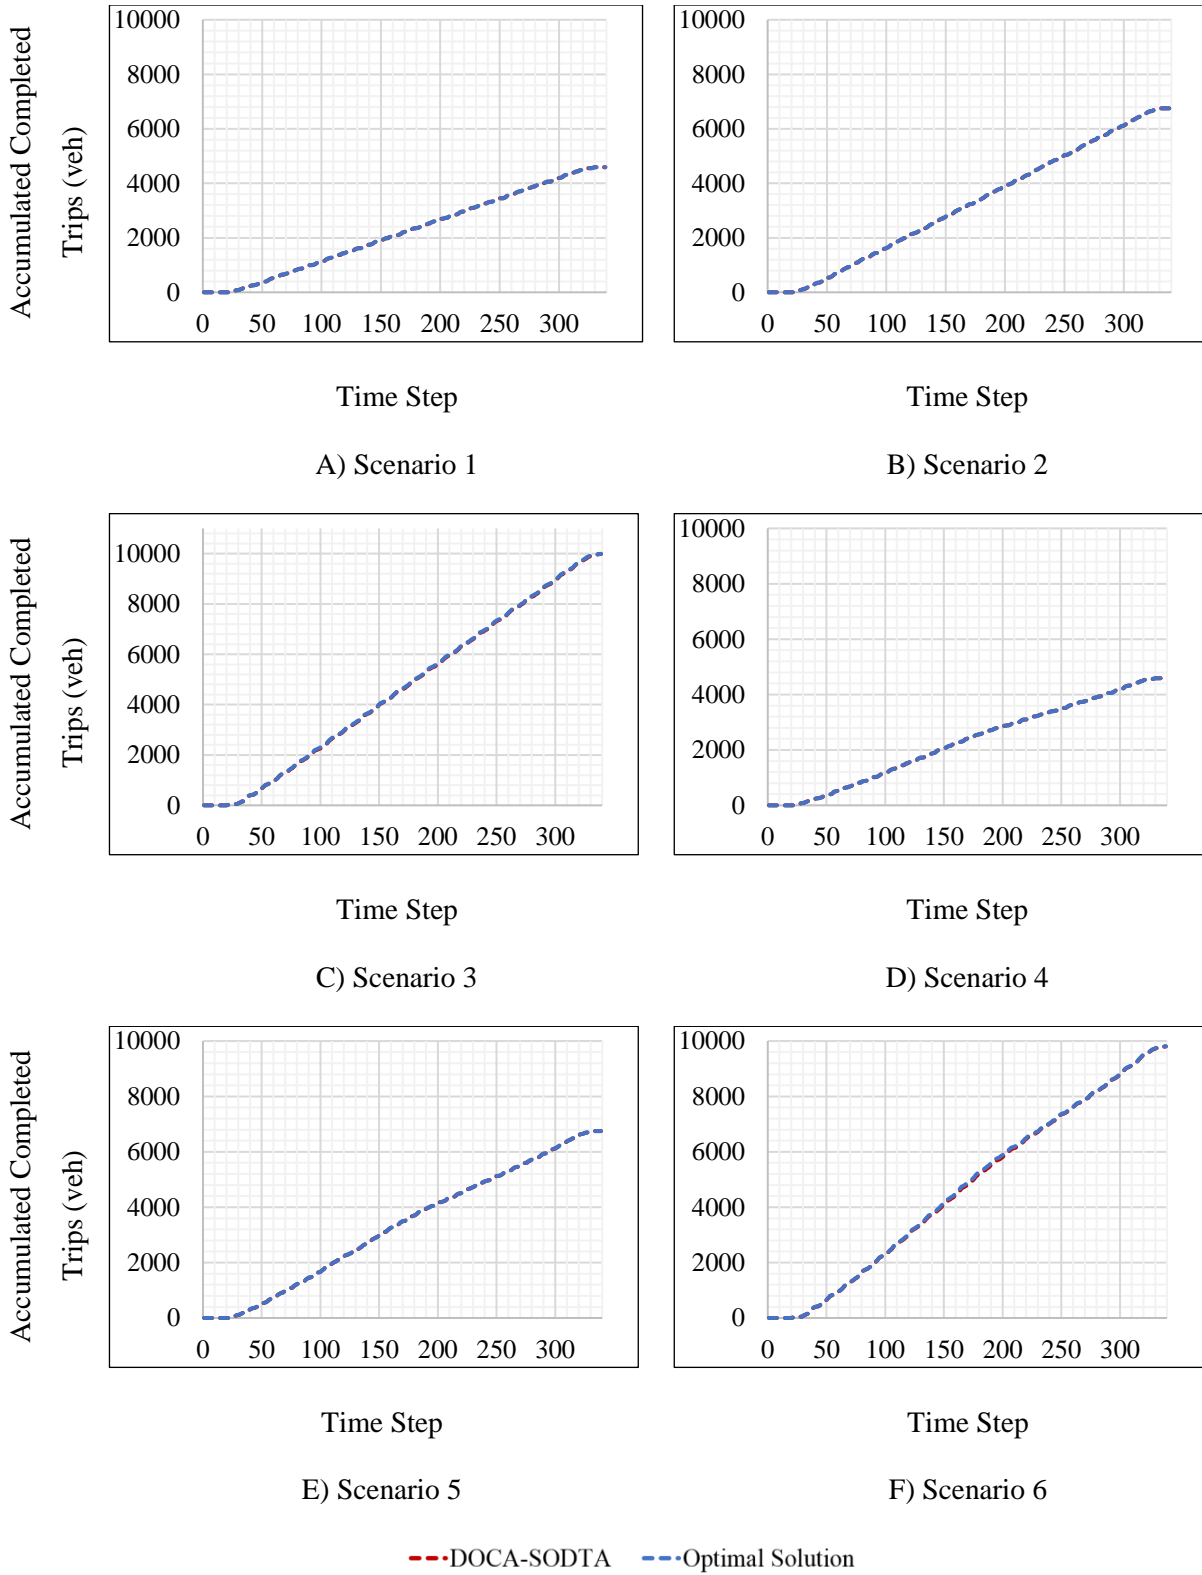 Accumulated Completed
Trips (veh)
10000
8000
6000
4000
2000
0
0 50 100 150 200 250 300
Time Step
A) Scenario 1
10000
8000
6000
4000
2000
0
0 50 100 150 200 250 300
Time Step
B) Scenario 2
Accumulated Completed
Trips (veh)
10000
8000
6000
4000
2000
0
0 50 100 150 200 250 300
Time Step
C) Scenario 3
10000
8000
6000
4000
2000
0
0 50 100 150 200 250 300
Time Step
D) Scenario 4
Accumulated Completed
Trips (veh)
10000
8000
6000
4000
2000
0
0 50 100 150 200 250 300
Time Step
E) Scenario 5
10000
8000
6000
4000
2000
0
0 50 100 150 200 250 300
Time Step
F) Scenario 6
DOCA-SODTA Optimal Solution